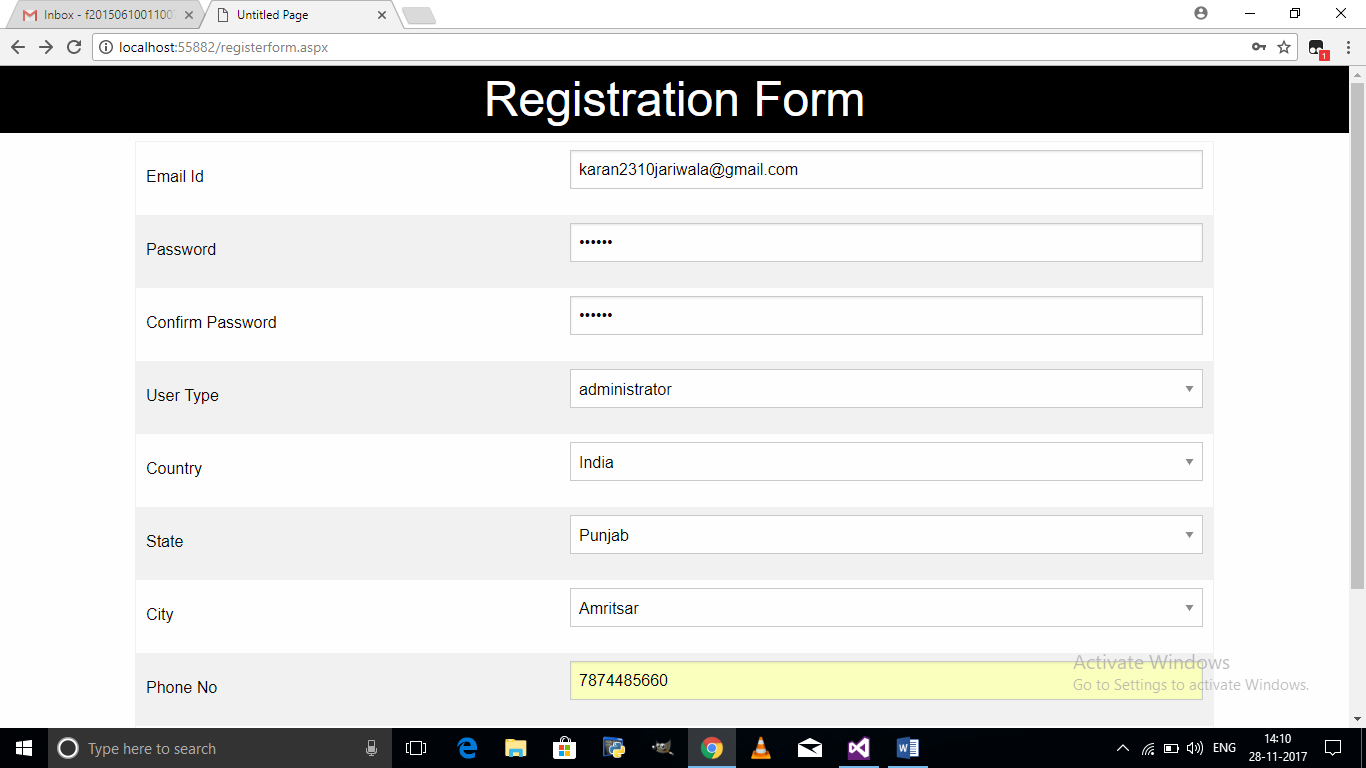 Inbox - f2015061001100
Untitled Page
localhost:55882/registerform.aspx
1
Registration Form
Email Id
karan2310jariwala@gmail.com
Password
••••••
Confirm Password
••••••
User Type
administrator
Country
India
State
Punjab
City
Amritsar
Phone No
7874485660
Activate Windows
Go to Settings to activate Windows.
Type here to search
ENG
14:10
28-11-2017